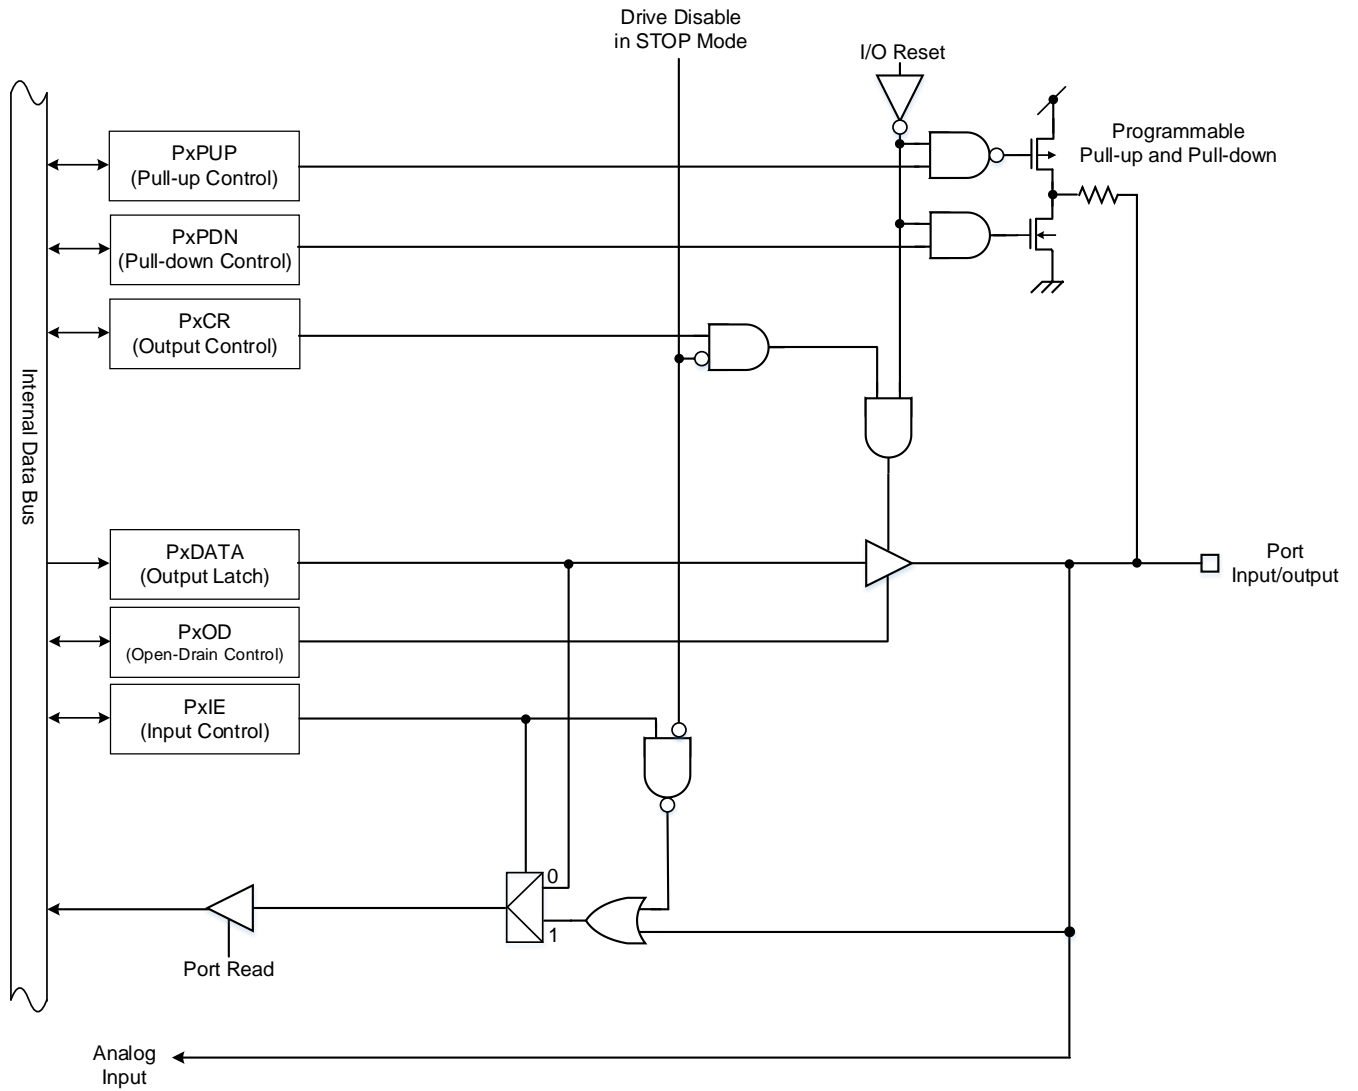 Drive Disable
in STOP Mode
I/O Reset
Programmable
Pull-up and Pull-down
PxPUP
(Pull-up Control)
PxPDN
(Pull-down Control)
PxCR
(Output Control)
Internal Data Bus
PxDATA
(Output Latch)
Port
Input/output
PxOD
(Open-Drain Control)
PxIE
(Input Control)
0
1
Port Read
Analog
Input